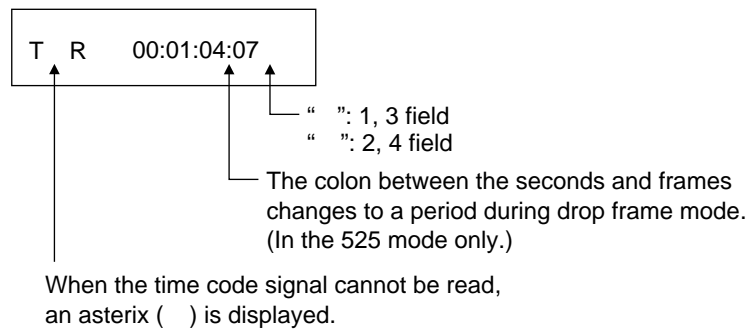 T R 00:01:04:07
“ ”: 1, 3 field
“ ”: 2, 4 field
The colon between the seconds and frames
changes to a period during drop frame mode.
(In the 525 mode only.)
When the time code signal cannot be read,
an asterix ( ) is displayed.